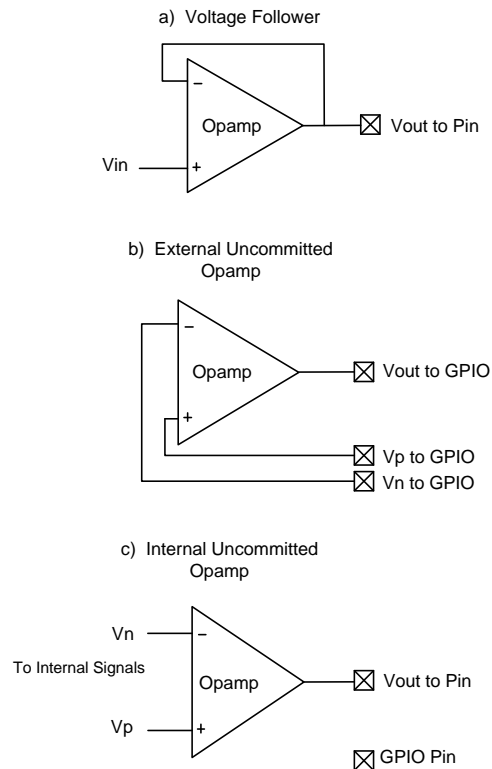 a) Voltage Follower
−
Opamp
Vout to Pin
Vin
+
b) External Uncommitted
Opamp
−
Opamp
Vout to GPIO
+
Vp to GPIO
Vn to GPIO
c) Internal Uncommitted
Opamp
Vn
−
To Internal Signals
Opamp
Vout to Pin
Vp
+
GPIO Pin